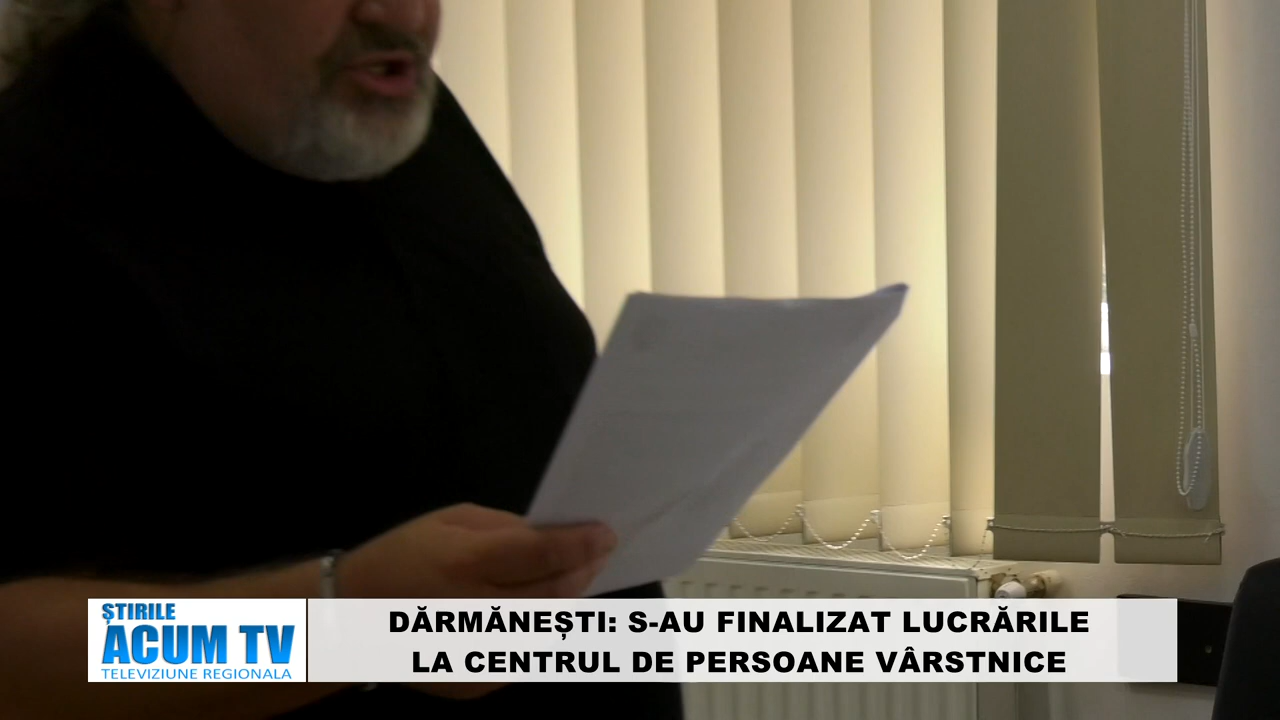 ȘTIRILE
ACUM TV
TELEVIZIUNE REGIONALA
DĂRMĂNEȘTI: S-AU FINALIZAT LUCRĂRILE
LA CENTRUL DE PERSOANE VÂRSTNICE